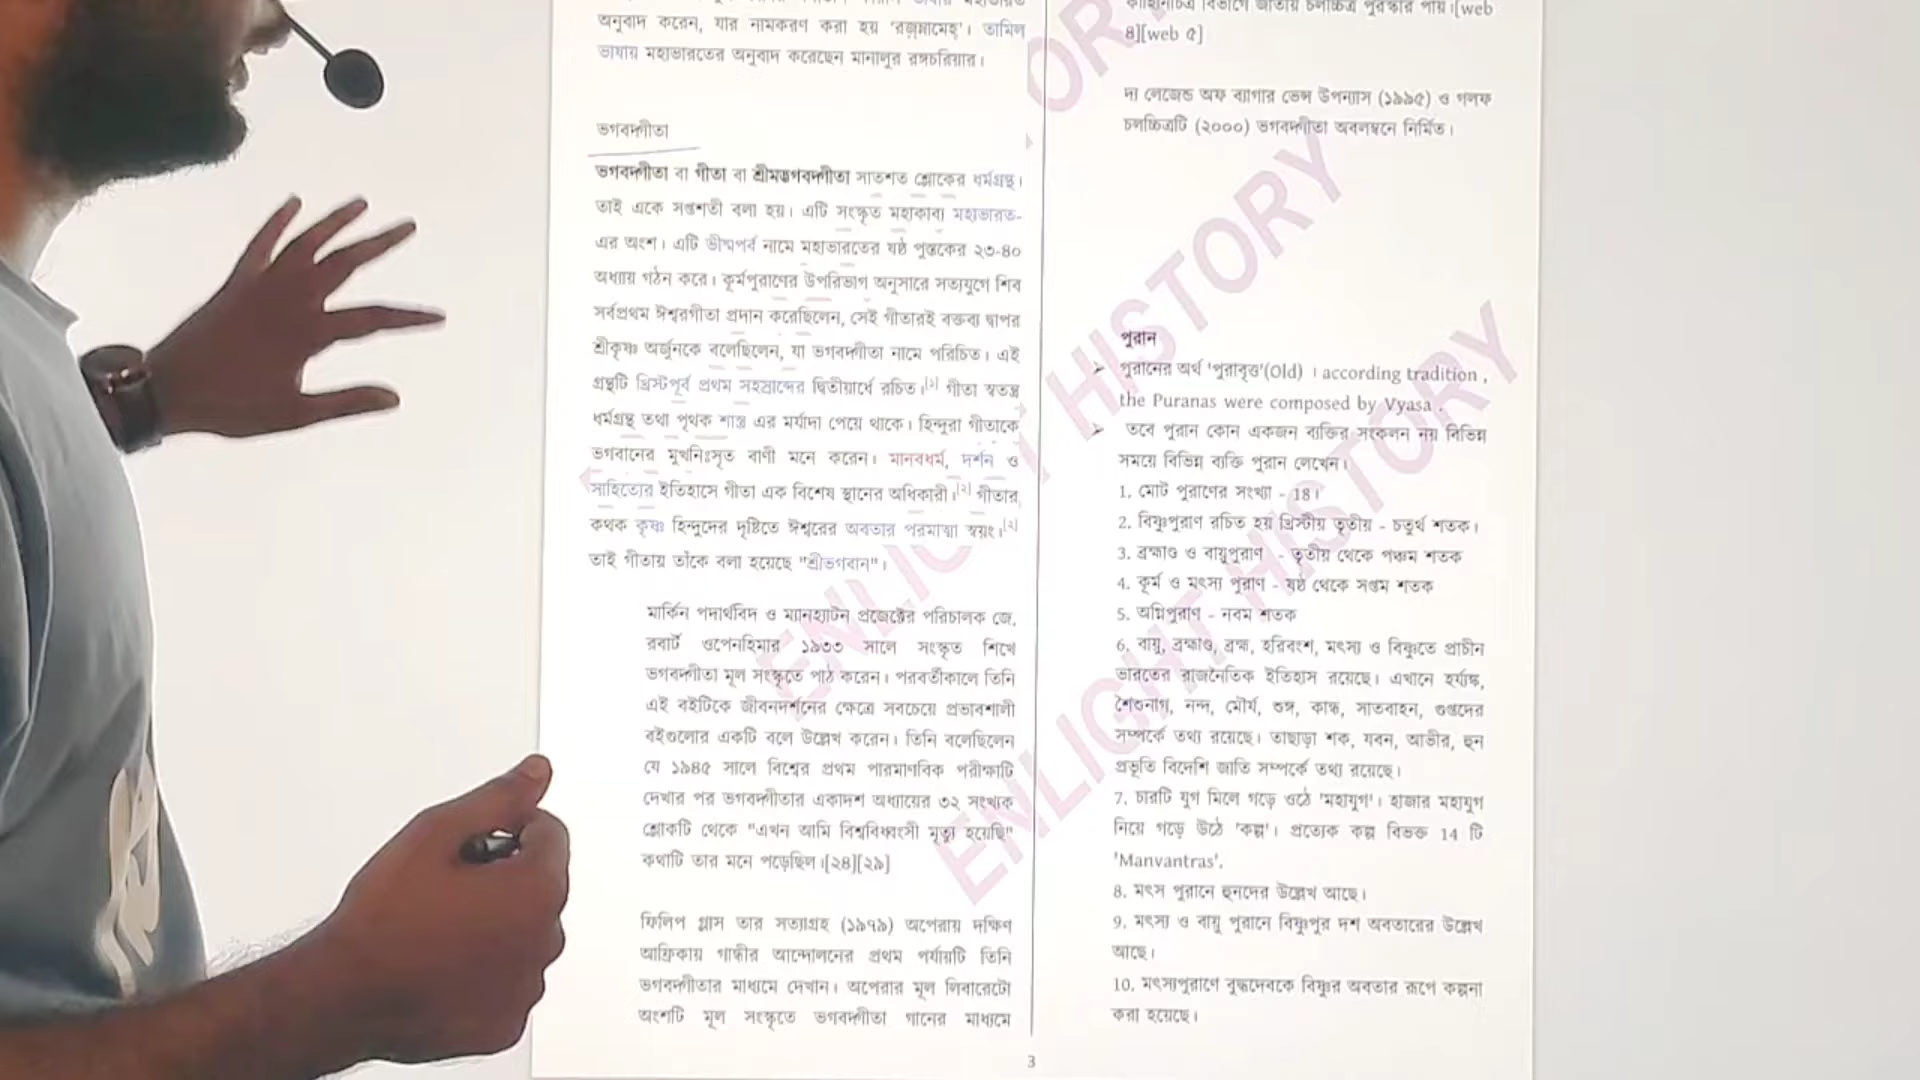 অনুবাদ করেন, যার নামকরণ করা হয় 'রজ্‌ম্‌নামেহ্‌'। তামিল
ভাষায় মহাভারতের অনুবাদ করেছেন মানালুর রঙ্গচরিয়ার।
ভগবদ্গীতা
ভগবদ্গীতা বা গীতা বা শ্রীমদ্ভগবদ্গীতা সাতশত শ্লোকের ধর্মগ্রন্থ।
তাই একে সপ্তশতী বলা হয়। এটি সংস্কৃত মহাকাব্য মহাভারত-
এর অংশ। এটি ভীষ্মপর্ব নামে মহাভারতের ষষ্ঠ পুস্তকের ২৩-৪০
অধ্যায় গঠন করে। কূর্মপুরাণের উপরিভাগ অনুসারে সত্যযুগে শিব
সর্বপ্রথম ঈশ্বরগীতা প্রদান করেছিলেন, সেই গীতারই বক্তব্য দ্বাপর
শ্রীকৃষ্ণ অর্জুনকে বলেছিলেন, যা ভগবদ্গীতা নামে পরিচিত। এই
গ্রন্থটি খ্রিস্টপূর্ব প্রথম সহস্রাব্দের দ্বিতীয়ার্ধে রচিত।[১] গীতা স্বতন্ত্র
ধর্মগ্রন্থ তথা পৃথক শাস্ত্র এর মর্যাদা পেয়ে থাকে। হিন্দুরা গীতাকে
ভগবানের মুখনিঃসৃত বাণী মনে করেন। মানবধর্ম, দর্শন ও
সাহিত্যের ইতিহাসে গীতা এক বিশেষ স্থানের অধিকারী।[২] গীতার
কথক কৃষ্ণ হিন্দুদের দৃষ্টিতে ঈশ্বরের অবতার পরমাত্মা স্বয়ং।[২]
তাই গীতায় তাঁকে বলা হয়েছে "শ্রীভগবান"।
মার্কিন পদার্থবিদ ও ম্যানহ্যাটন প্রজেক্টের পরিচালক জে.
রবার্ট ওপেনহিমার ১৯৩৩ সালে সংস্কৃত শিখে
ভগবদ্গীতা মূল সংস্কৃতে পাঠ করেন। পরবর্তীকালে তিনি
এই বইটিকে জীবনদর্শনের ক্ষেত্রে সবচেয়ে প্রভাবশালী
বইগুলোর একটি বলে উল্লেখ করেন। তিনি বলেছিলেন
যে ১৯৪৫ সালে বিশ্বের প্রথম পারমাণবিক পরীক্ষাটি
দেখার পর ভগবদ্গীতার একাদশ অধ্যায়ের ৩২ সংখ্যক
শ্লোকটি থেকে "এখন আমি বিশ্ববিধ্বংসী মৃত্যু হয়েছি"
কথাটি তার মনে পড়েছিল।[২৪][২৯]
ফিলিপ গ্লাস তার সত্যাগ্রহ (১৯৭৯) অপেরায় দক্ষিণ
আফ্রিকায় গান্ধীর আন্দোলনের প্রথম পর্যায়টি তিনি
ভগবদ্গীতার মাধ্যমে দেখান। অপেরার মূল লিবারেটো
অংশটি মূল সংস্কৃতে ভগবদ্গীতা গানের মাধ্যমে
কাহিনীচিত্র বিভাগে জাতীয় চলচ্চিত্র পুরস্কার পায়।[web
৪][web ৫]
দ্য লেজেন্ড অফ ব্যাগার ভেন্স উপন্যাস (১৯৯৫) ও গলফ
চলচ্চিত্রটি (২০০০) ভগবদ্গীতা অবলম্বনে নির্মিত।
পুরান
➢ পুরানের অর্থ 'পুরাবৃত্ত'(Old) । according tradition ,
the Puranas were composed by Vyasa .
➢ তবে পুরান কোন একজন ব্যক্তির সংকলন নয় বিভিন্ন
সময়ে বিভিন্ন ব্যক্তি পুরান লেখেন।
1. মোট পুরাণের সংখ্যা - 18।
2. বিষ্ণুপুরাণ রচিত হয় খ্রিস্টীয় তৃতীয় - চতুর্থ শতক।
3. ব্রহ্মাণ্ড ও বায়ুপুরাণ - তৃতীয় থেকে পঞ্চম শতক
4. কূর্ম ও মৎস্য পুরাণ - ষষ্ঠ থেকে সপ্তম শতক
5. অগ্নিপুরাণ - নবম শতক
6. বায়ু, ব্রহ্মাণ্ড, ব্রহ্ম, হরিবংশ, মৎস্য ও বিষ্ণুতে প্রাচীন
ভারতের রাজনৈতিক ইতিহাস রয়েছে। এখানে হর্য্যঙ্ক,
শৈশুনাগ, নন্দ, মৌর্য, শুঙ্গ, কান্ব, সাতবাহন, গুপ্তদের
সম্পর্কে তথ্য রয়েছে। তাছাড়া শক, যবন, আভীর, হুন
প্রভৃতি বিদেশি জাতি সম্পর্কে তথ্য রয়েছে।
7. চারটি যুগ মিলে গড়ে ওঠে 'মহাযুগ'। হাজার মহাযুগ
নিয়ে গড়ে উঠে 'কল্প'। প্রত্যেক কল্প বিভক্ত 14 টি
'Manvantras'.
8. মৎস পুরানে হুনদের উল্লেখ আছে।
9. মৎস্য ও বায়ু পুরানে বিষ্ণুপুর দশ অবতারের উল্লেখ
আছে।
10. মৎস্যপুরাণে বুদ্ধদেবকে বিষ্ণুর অবতার রূপে কল্পনা
করা হয়েছে।
ENLIGHT HISTORY
ENLIGHT HISTORY
3